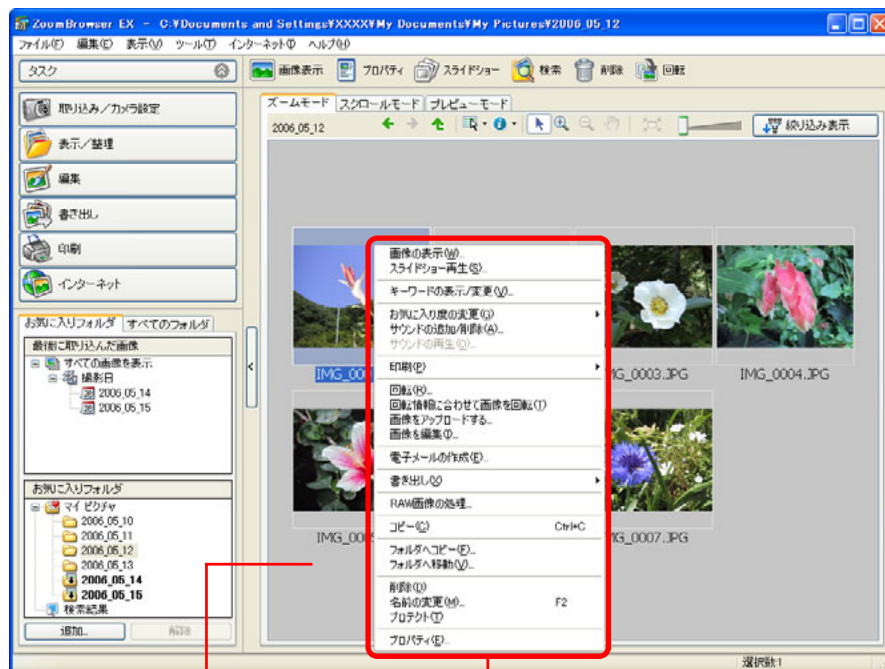 ZoomBrowser EX - C:¥Documents and Settings¥XXXX¥My Documents¥My Pictures¥2006_05_12
ファイル(F) 編集(E) 表示(V) ツール(T) インターネット(I) ヘルプ(H)
タスク
画像表示 プロパティ スライドショー 検索 削除 回転
取り込み/カメラ設定
表示/整理
編集
書き出し
印刷
インターネット
ズームモード スクロールモード プレビューモード
2006_05_12
絞り込み表示
お気に入りフォルダ すべてのフォルダ
最後に取り込んだ画像
すべての画像を表示
撮影日
2006_05_14
2006_05_15
お気に入りフォルダ
マイ ピクチャ
2006_05_10
2006_05_11
2006_05_12
2006_05_13
2006_05_14
2006_05_15
検索結果
追加... 削除
画像の表示(W)...
スライドショー再生(S)...
キーワードの表示/変更(V)...
お気に入り度の変更(G)
サウンドの追加/削除(A)...
サウンドの再生(O)...
印刷(P)
回転(R)...
回転情報に合わせて画像を回転(T)
画像をアップロードする...
画像を編集(I)...
電子メールの作成(E)...
書き出し(X)
RAW画像の処理...
コピー(C) Ctrl+C
フォルダへコピー(F)...
フォルダへ移動(V)...
削除(D)
名前の変更(M)... F2
プロテクト(T)
プロパティ(E)...
IMG_0003.JPG
IMG_0004.JPG
IMG_0007.JPG
選択数:1